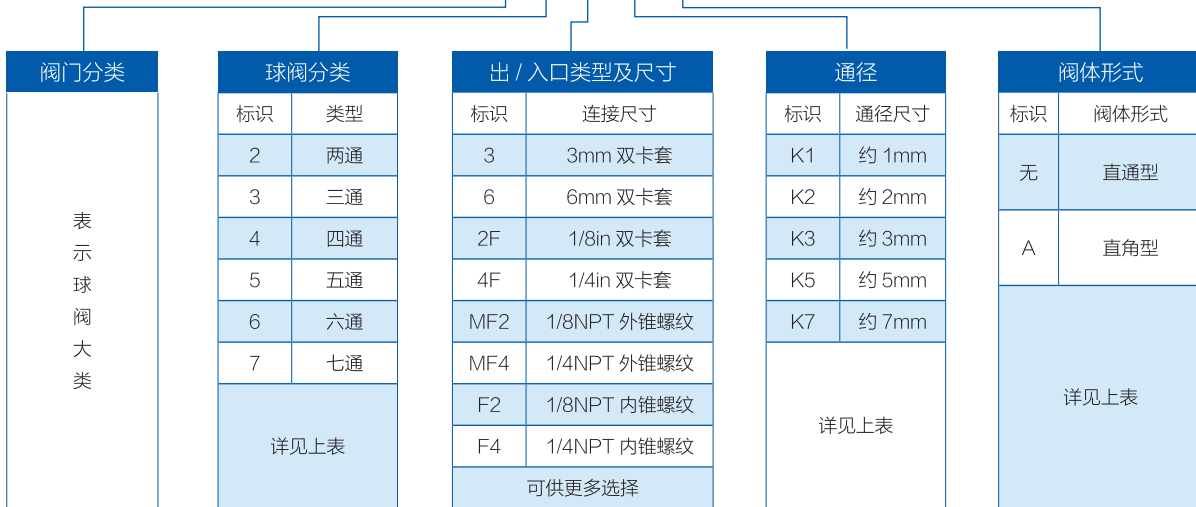 阀门分类
表
示
球
阀
大
类
球阀分类
标识 类型
2 两通
3 三通
4 四通
5 五通
6 六通
7 七通
详见上表
出 / 入口类型及尺寸
标识 连接尺寸
3 3mm 双卡套
6 6mm 双卡套
2F 1/8in 双卡套
4F 1/4in 双卡套
MF2 1/8NPT 外锥螺纹
MF4 1/4NPT 外锥螺纹
F2 1/8NPT 内锥螺纹
F4 1/4NPT 内锥螺纹
可供更多选择
通径
标识 通径尺寸
K1 约 1mm
K2 约 2mm
K3 约 3mm
K5 约 5mm
K7 约 7mm
详见上表
阀体形式
标识 阀体形式
无 直通型
A 直角型
详见上表